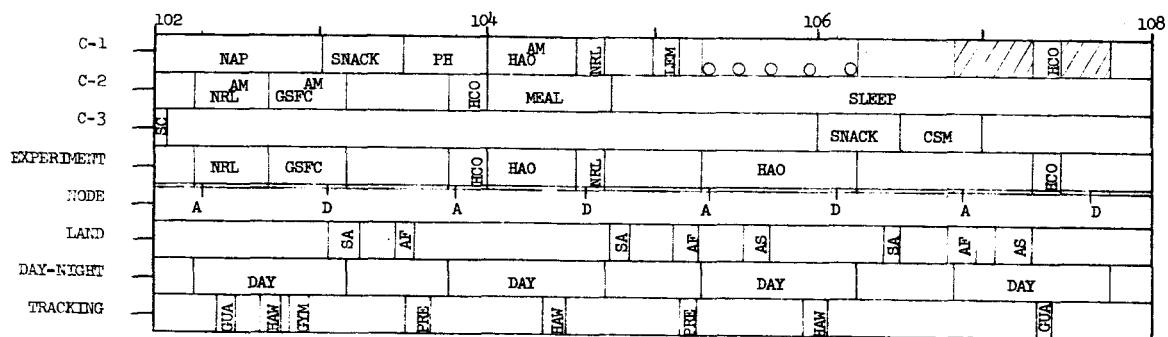 102 104 106 108
C-1 NAP SNACK PH HAO AM NRL LEM HCO
C-2 NRL AM GSFC AM HCO MEAL SLEEP
C-3 SC SNACK CSM
EXPERIMENT NRL GSFC HCO HAO NRL HAO HCO
NODE A D A D A D A D
LAND SA AF SA AF AS SA AF AS
DAY-NIGHT DAY DAY DAY DAY
TRACKING GUA HAW GYM PRE HAW PRE HAW GUA